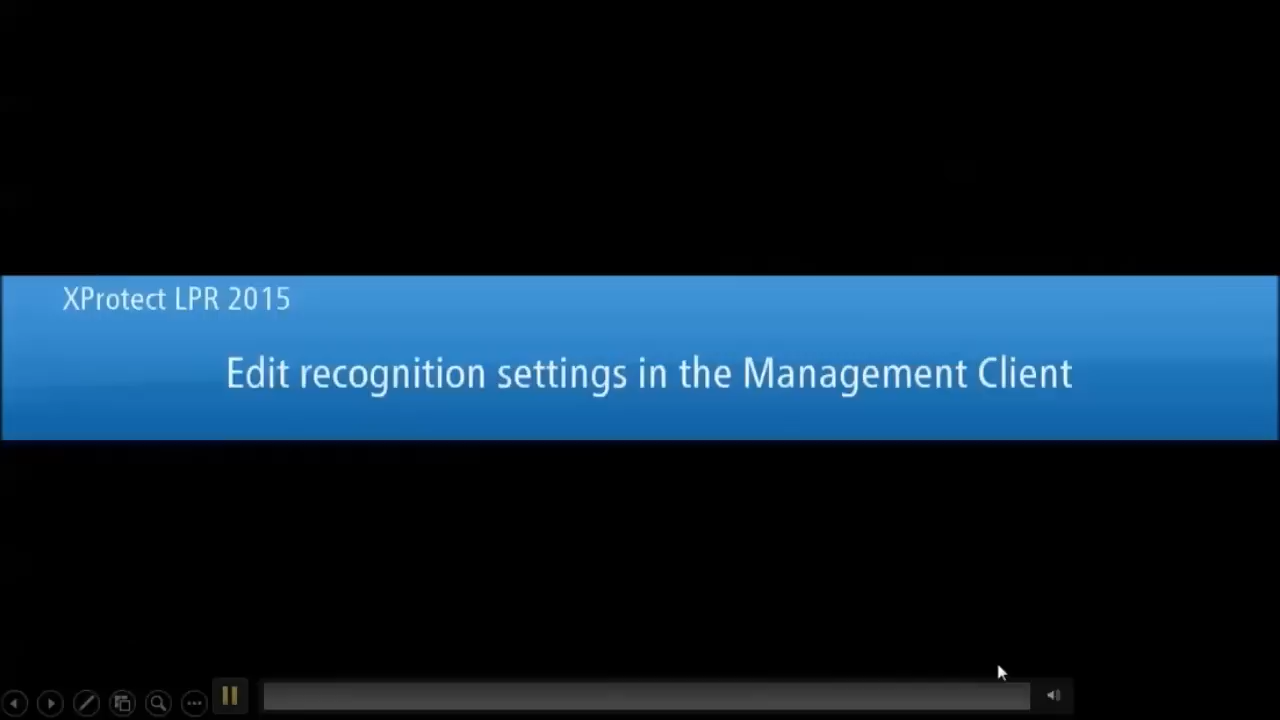 XProtect LPR 2015
Edit recognition settings in the Management Client